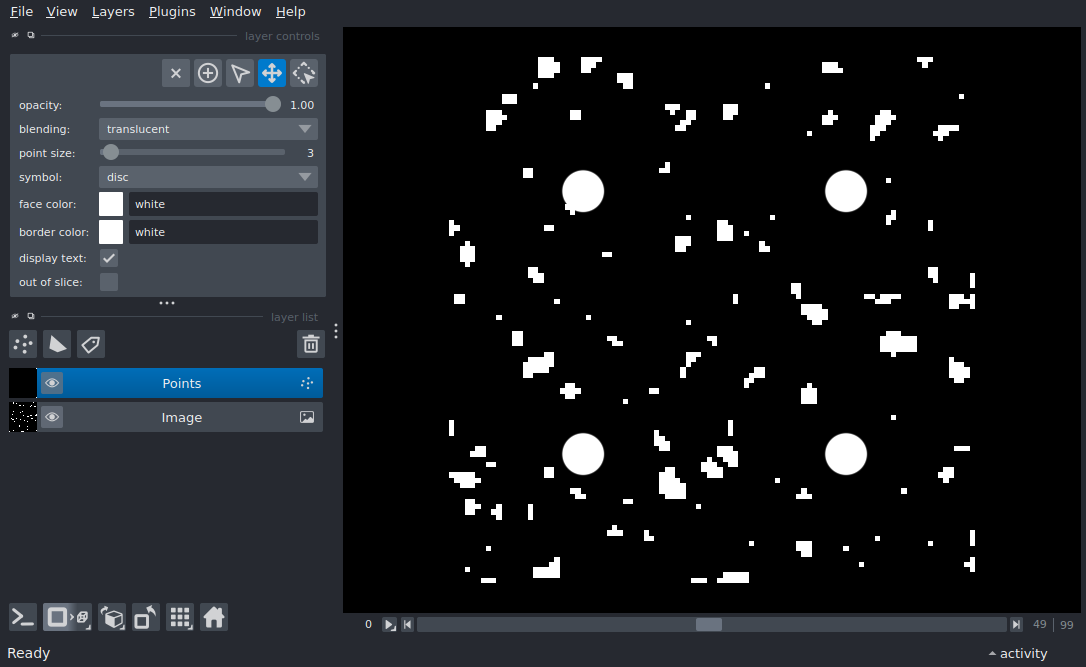 File View Layers Plugins Window Help
layer controls
opacity: 1.00
blending: translucent
point size: 3
symbol: disc
face color: white
border color: white
display text:
out of slice:
layer list
Points
Image
0 49 99
Ready activity